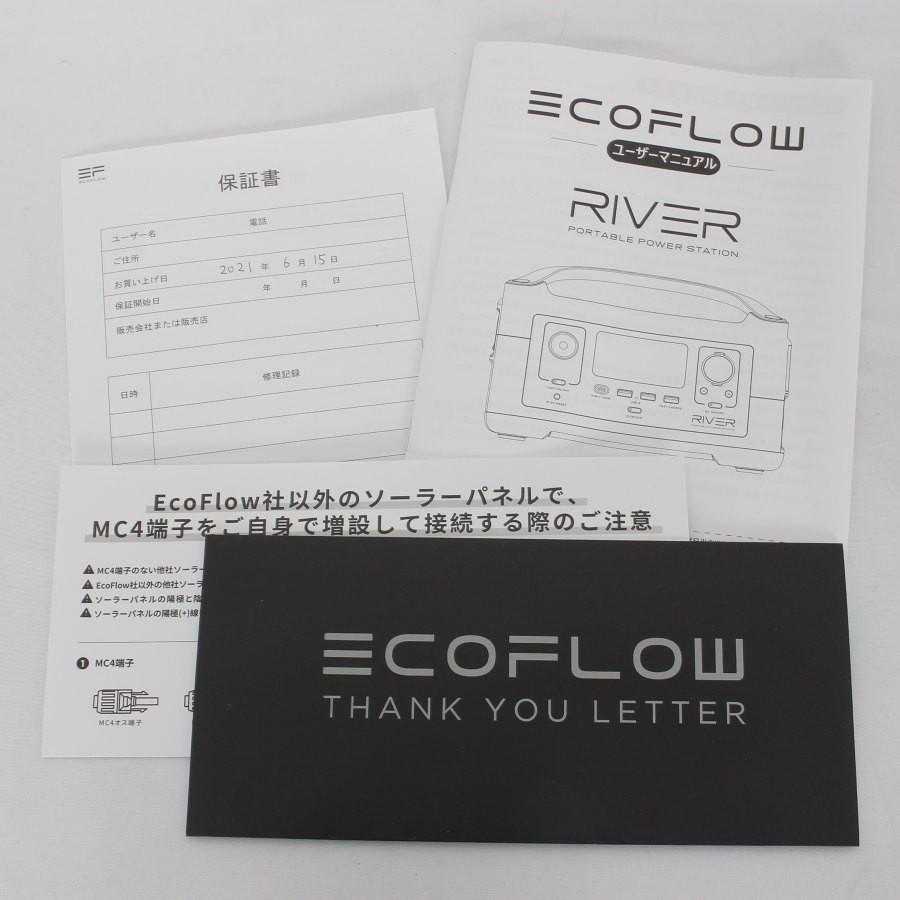 EF
ECOFLOW
保証書
ユーザー名 電話
ご住所
お買い上げ日 2021 年 6 月 15 日
保証開始日 年 月 日
販売会社または販売店
日時 修理記録
ECOFLOW
ユーザーマニュアル
RIVER
PORTABLE POWER STATION
RIVER
EcoFlow社以外のソーラーパネルで、
MC4端子をご自身で増設して接続する際のご注意
MC4端子のない他社ソーラー
EcoFlow社以外の他社ソーラ
ソーラーパネルの陽極と陰
ソーラーパネルの陽極(+)線
1 MC4端子
MC4オス端子
ECOFLOW
THANK YOU LETTER